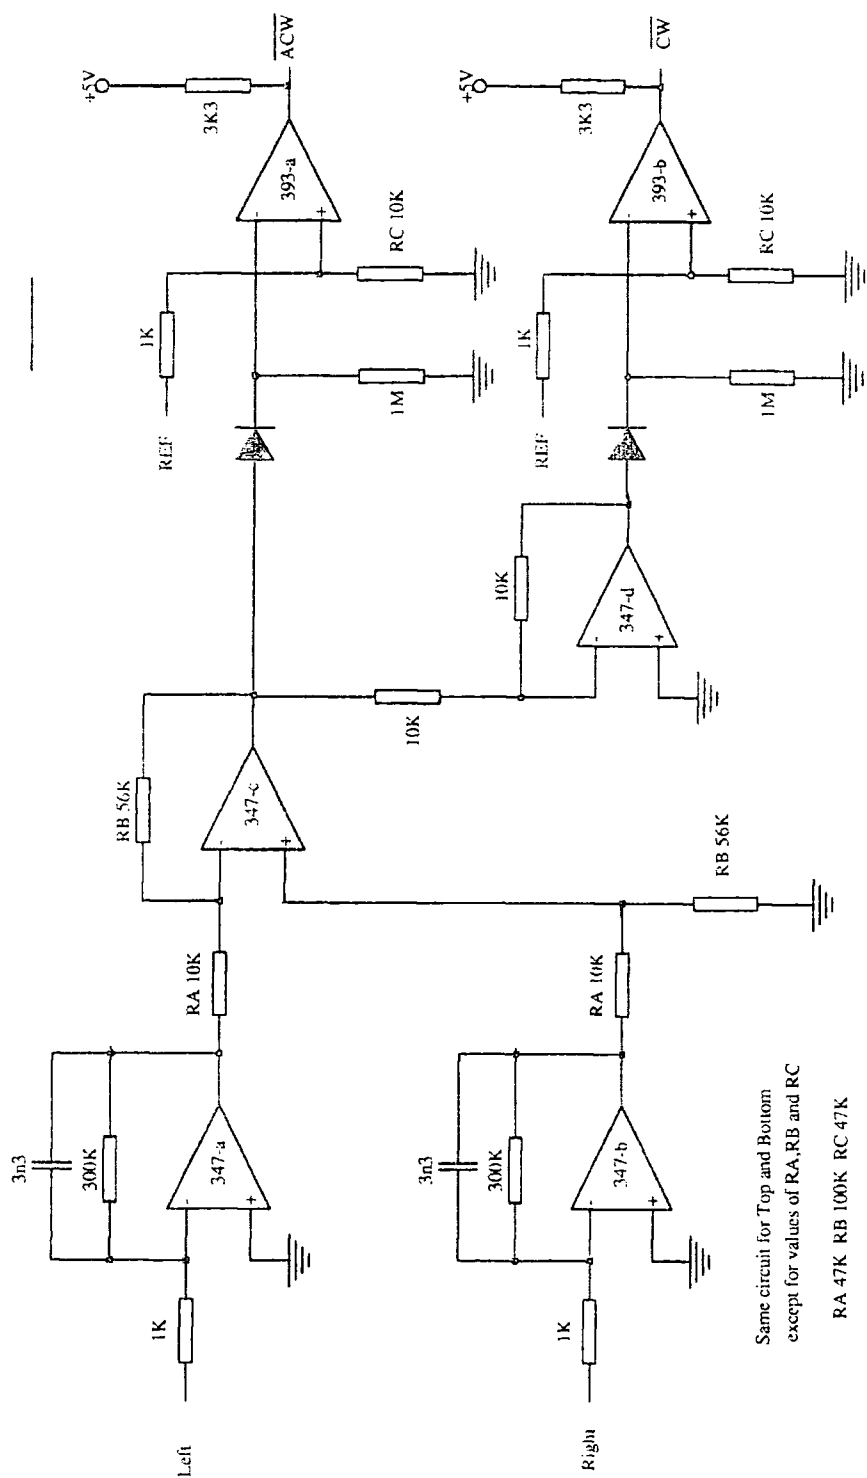 Left
1K
3n3
300K
347-a
-
+
RA 10K
RB 56K
347-c
-
+
REF
1K
1M
RC 10K
393-a
-
+
+5V
3K3
ACW
Right
1K
3n3
300K
347-b
-
+
RA 10K
RB 56K
10K
10K
347-d
-
+
REF
1K
1M
RC 10K
393-b
-
+
+5V
3K3
CW
Same circuit for Top and Bottom
except for values of RA,RB and RC
RA 47K RB 100K RC 47K